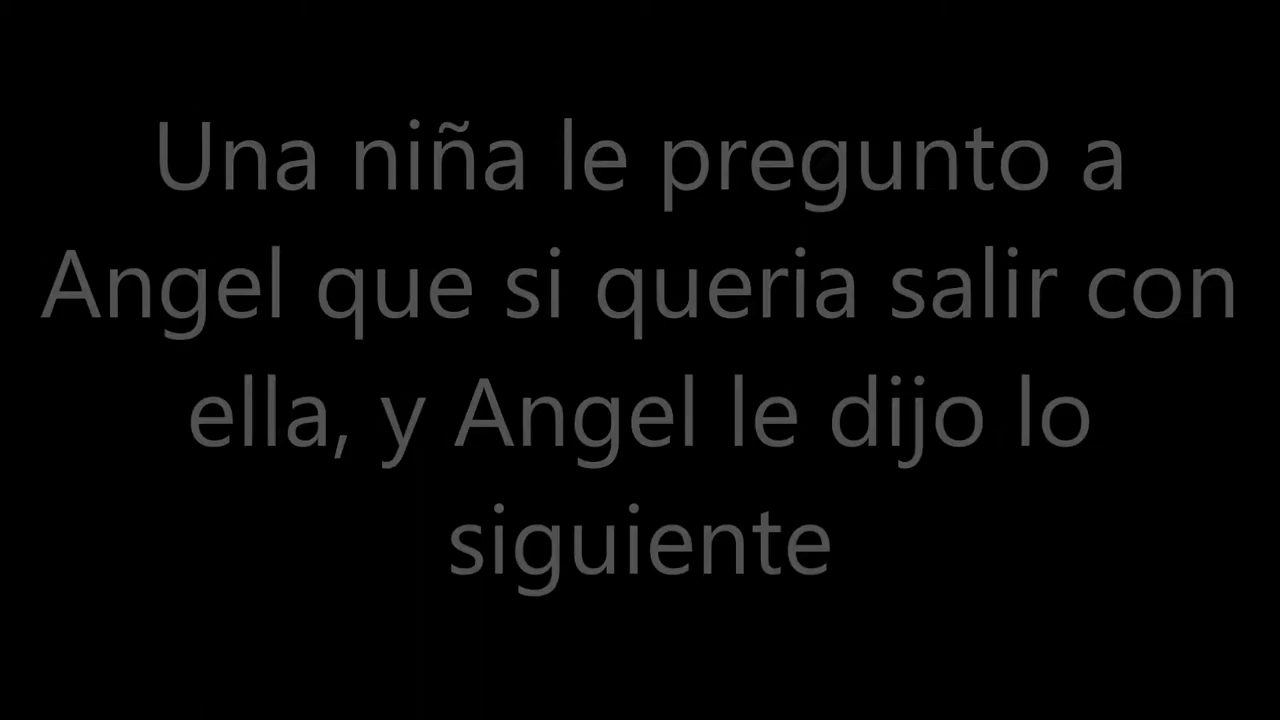 Una niña le pregunto a
Angel que si queria salir con
ella, y Angel le dijo lo
siguiente